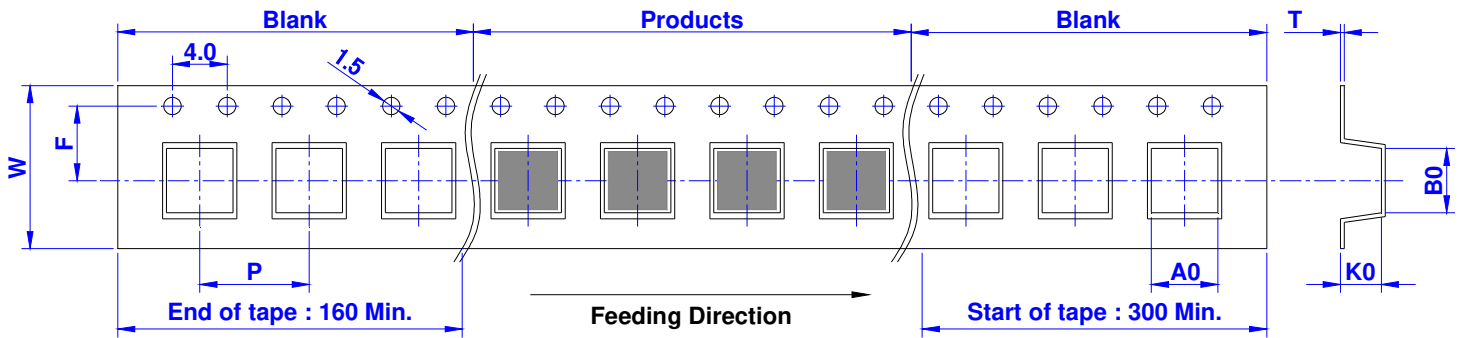 Blank
Products
Blank
T
4.0
1.5
F
W
B0
P
A0
K0
End of tape : 160 Min.
Feeding Direction
Start of tape : 300 Min.